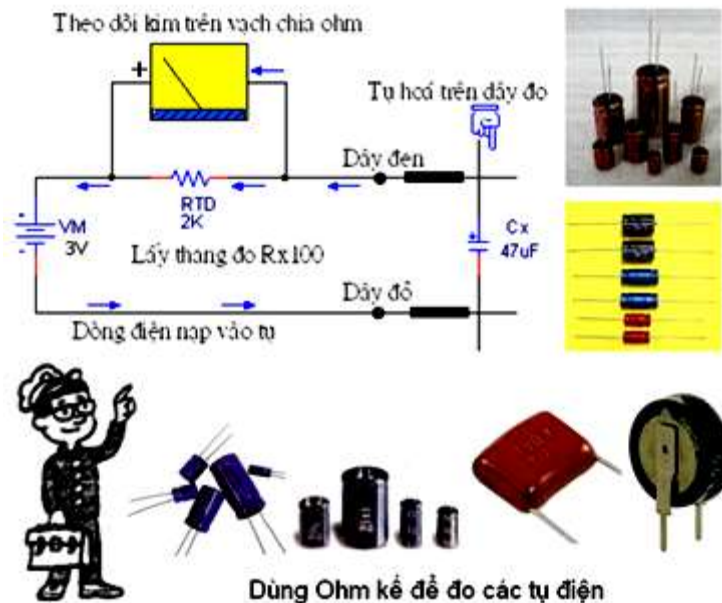 Theo dõi kim trên vạch chia ohm
+
Tụ hoá trên dây đo
Dây đen
RTD
2K
VM
3V
Lấy thang đo Rx100
Cx
47uF
Dây đỏ
Dòng điện nạp vào tụ
Dùng Ohm kế để đo các tụ điện